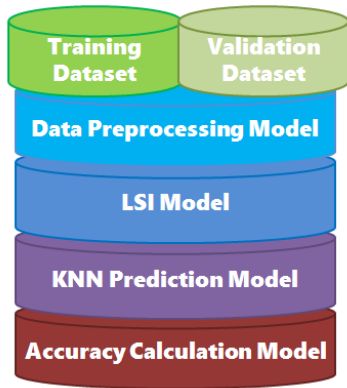 Training
Dataset
Validation
Dataset
Data Preprocessing Model
LSI Model
KNN Prediction Model
Accuracy Calculation Model